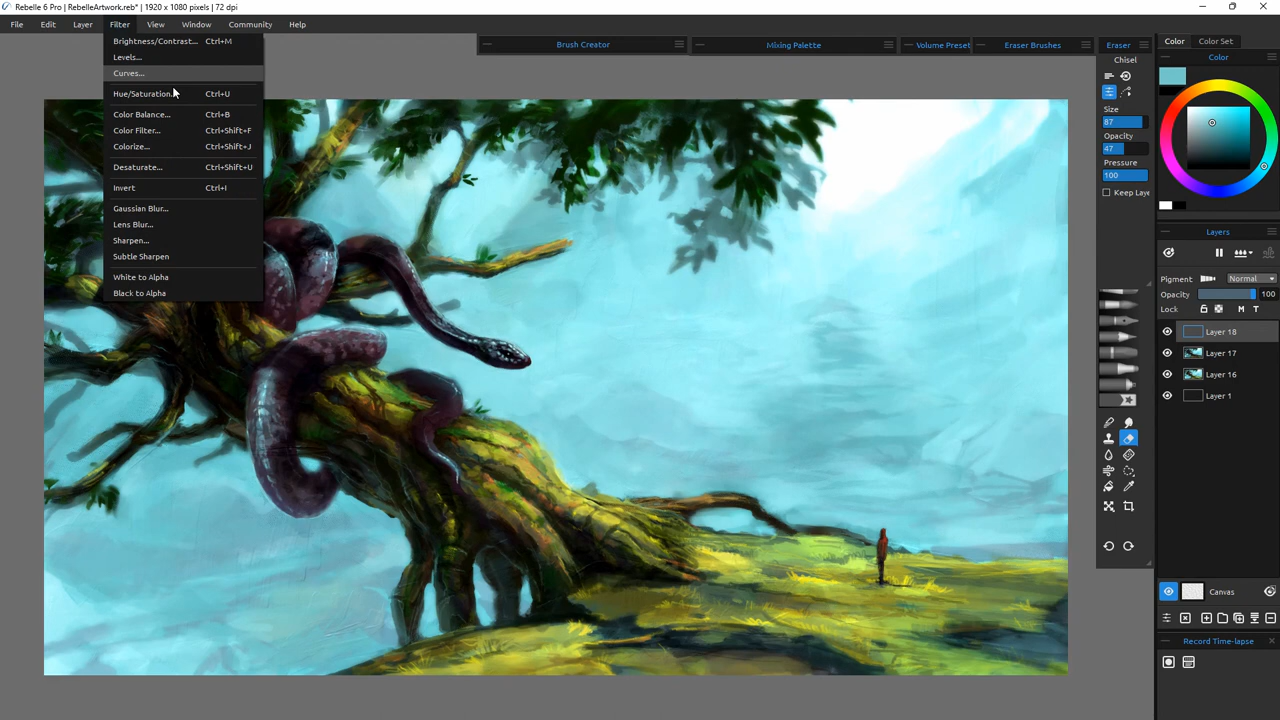 Rebelle 6 Pro | RebelleArtwork.reb* | 1920 x 1080 pixels | 72 dpi
File Edit Layer Filter View Window Community Help
Brightness/Contrast... Ctrl+M
Levels...
Curves...
Hue/Saturation... Ctrl+U
Color Balance... Ctrl+B
Color Filter... Ctrl+Shift+F
Colorize... Ctrl+Shift+J
Desaturate... Ctrl+Shift+U
Invert Ctrl+I
Gaussian Blur...
Lens Blur...
Sharpen...
Subtle Sharpen
White to Alpha
Black to Alpha
Brush Creator
Mixing Palette
Volume Preset
Eraser Brushes
Eraser
Chisel
Size
87
Opacity
47
Pressure
100
Keep Laye
Color Color Set
Color
Layers
Pigment Normal
Opacity 100
Lock M T
Layer 18
Layer 17
Layer 16
Layer 1
Canvas
Record Time-lapse